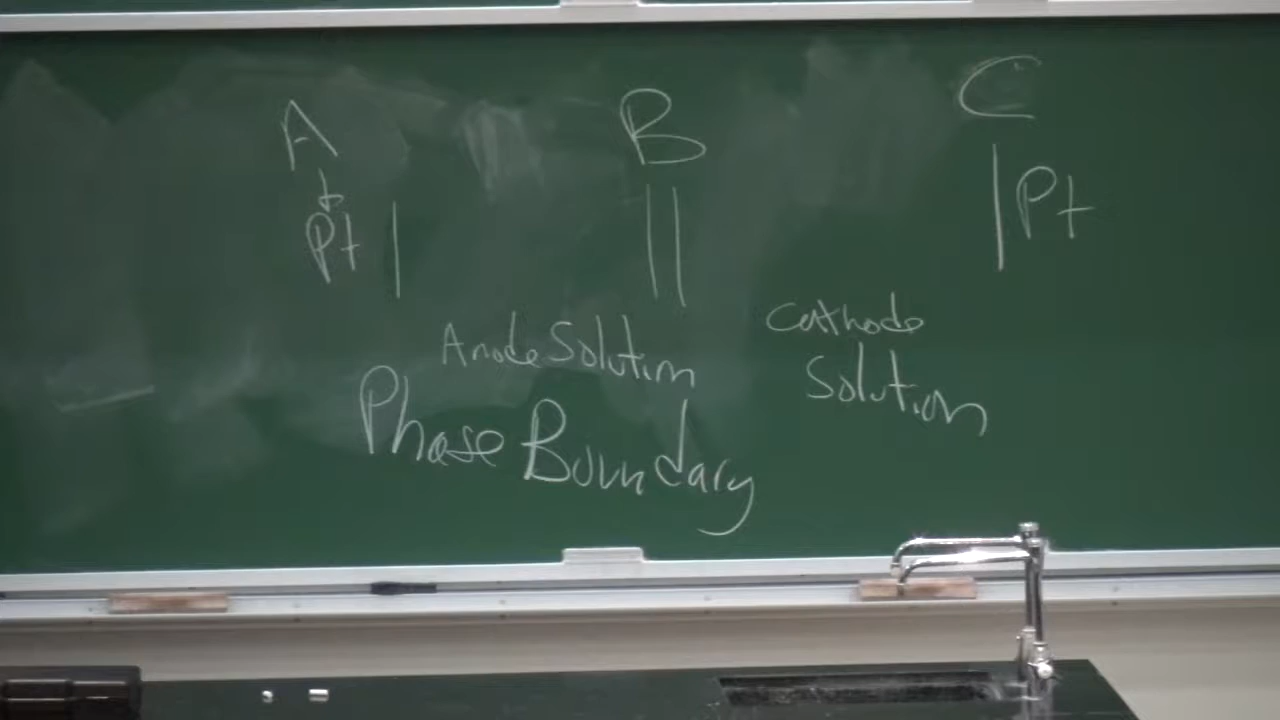 A B C
Pt | || | Pt
Anode Solution
Cathode
Solution
Phase Boundary